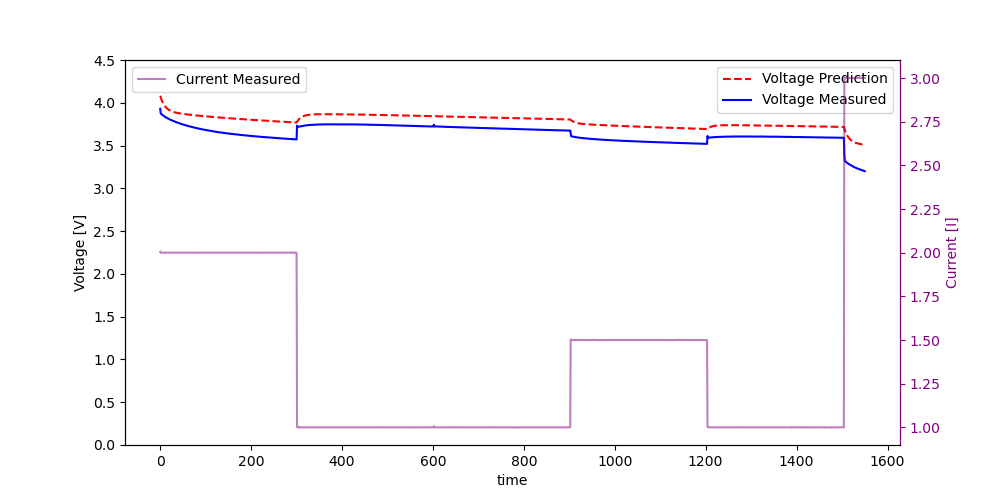 Current Measured
Voltage Prediction
Voltage Measured
4.5
4.0
3.5
3.0
2.5
2.0
1.5
1.0
0.5
0.0
Voltage [V]
3.00
2.75
2.50
2.25
2.00
1.75
1.50
1.25
1.00
Current [I]
0 200 400 600 800 1000 1200 1400 1600
time